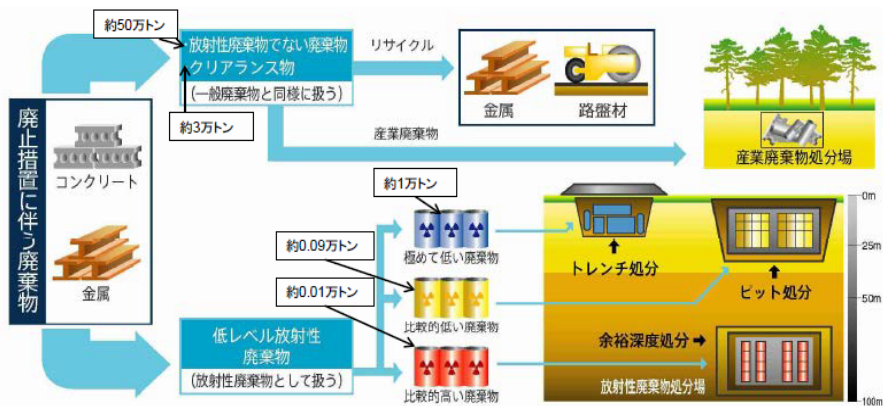 約50万トン
放射性廃棄物でない廃棄物
クリアランス物
(一般廃棄物と同様に扱う)
約3万トン
リサイクル
金属
路盤材
産業廃棄物
産業廃棄物処分場
廃止措置に伴う廃棄物
コンクリート
金属
低レベル放射性
廃棄物
(放射性廃棄物として扱う)
約1万トン
極めて低い廃棄物
約0.09万トン
比較的低い廃棄物
約0.01万トン
比較的高い廃棄物
トレンチ処分
ピット処分
余裕深度処分
放射性廃棄物処分場
0m
25m
50m
100m